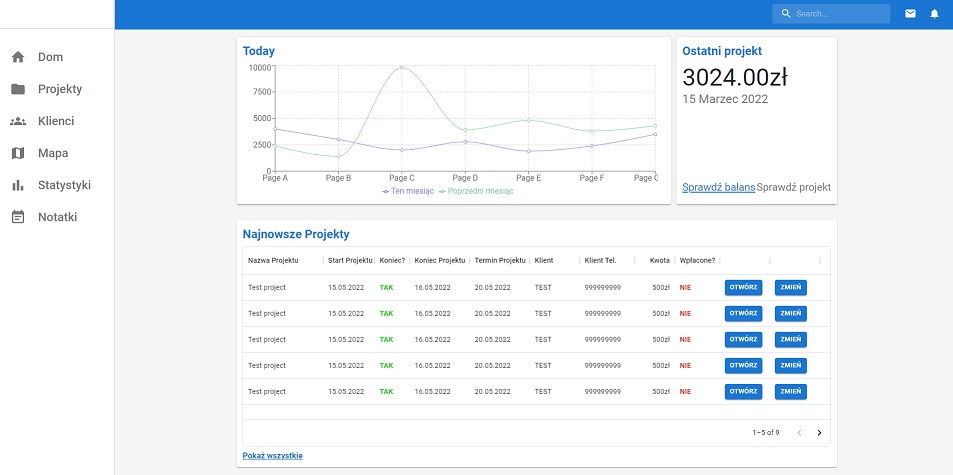 Search...
Dom
Projekty
Klienci
Mapa
Statystyki
Notatki
Today
10000
7500
5000
2500
0
Page A Page B Page C Page D Page E Page F Page G
Ten miesiąc Poprzedni miesiąc
Ostatni projekt
3024.00zł
15 Marzec 2022
Sprawdź balans Sprawdź projekt
Najnowsze Projekty
Nazwa Projektu Start Projektu Koniec? Koniec Projektu Termin Projektu Klient Klient Tel. Kwota Wpłacone?
Test project 15.05.2022 TAK 16.05.2022 20.05.2022 TEST 999999999 500zł NIE OTWÓRZ ZMIEŃ
Test project 15.05.2022 TAK 16.05.2022 20.05.2022 TEST 999999999 500zł NIE OTWÓRZ ZMIEŃ
Test project 15.05.2022 TAK 16.05.2022 20.05.2022 TEST 999999999 500zł NIE OTWÓRZ ZMIEŃ
Test project 15.05.2022 TAK 16.05.2022 20.05.2022 TEST 999999999 500zł NIE OTWÓRZ ZMIEŃ
Test project 15.05.2022 TAK 16.05.2022 20.05.2022 TEST 999999999 500zł NIE OTWÓRZ ZMIEŃ
1–5 of 9
Pokaż wszystkie